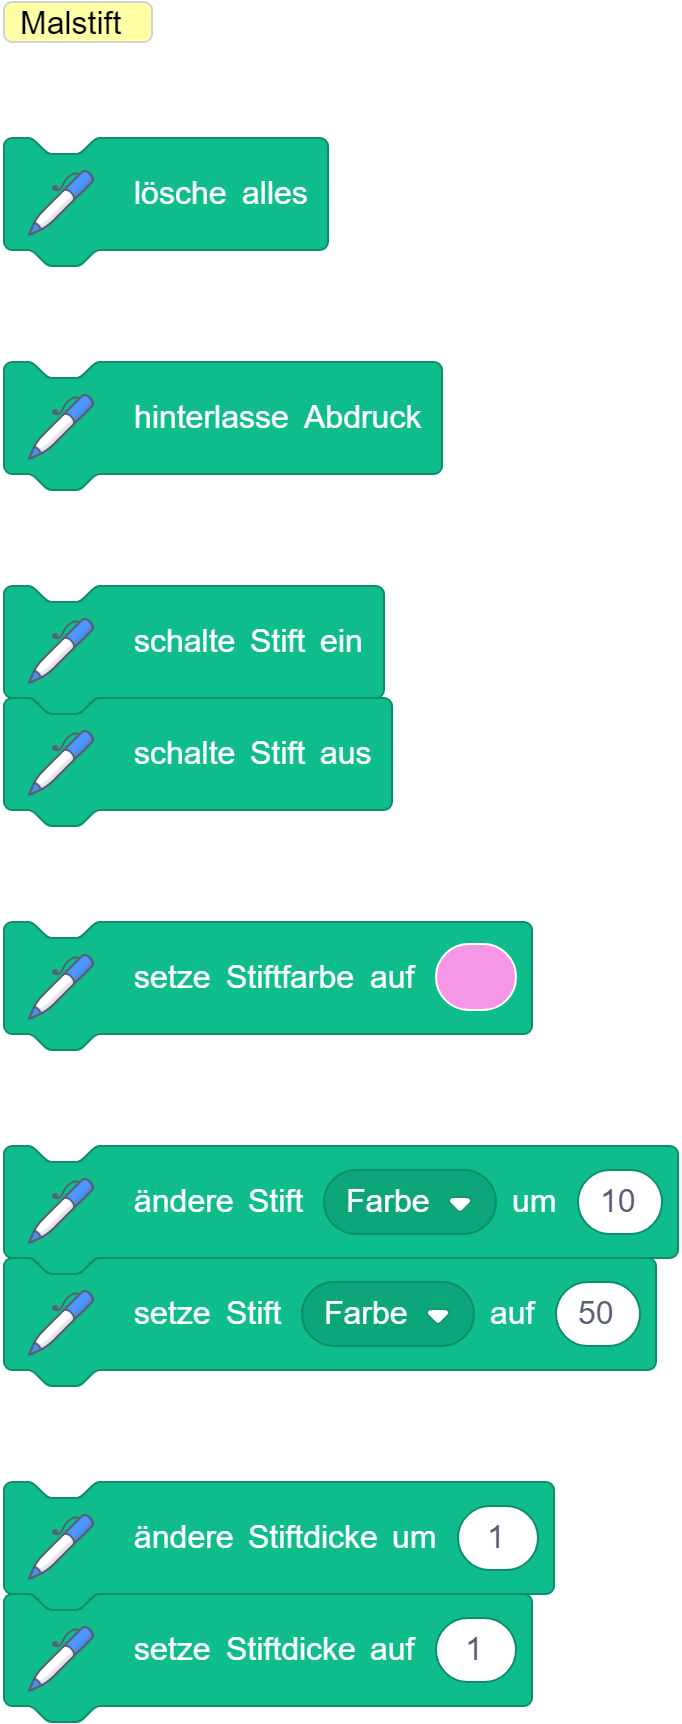 Malstift
lösche alles
hinterlasse Abdruck
schalte Stift ein
schalte Stift aus
setze Stiftfarbe auf
ändere Stift Farbe um 10
setze Stift Farbe auf 50
ändere Stiftdicke um 1
setze Stiftdicke auf 1